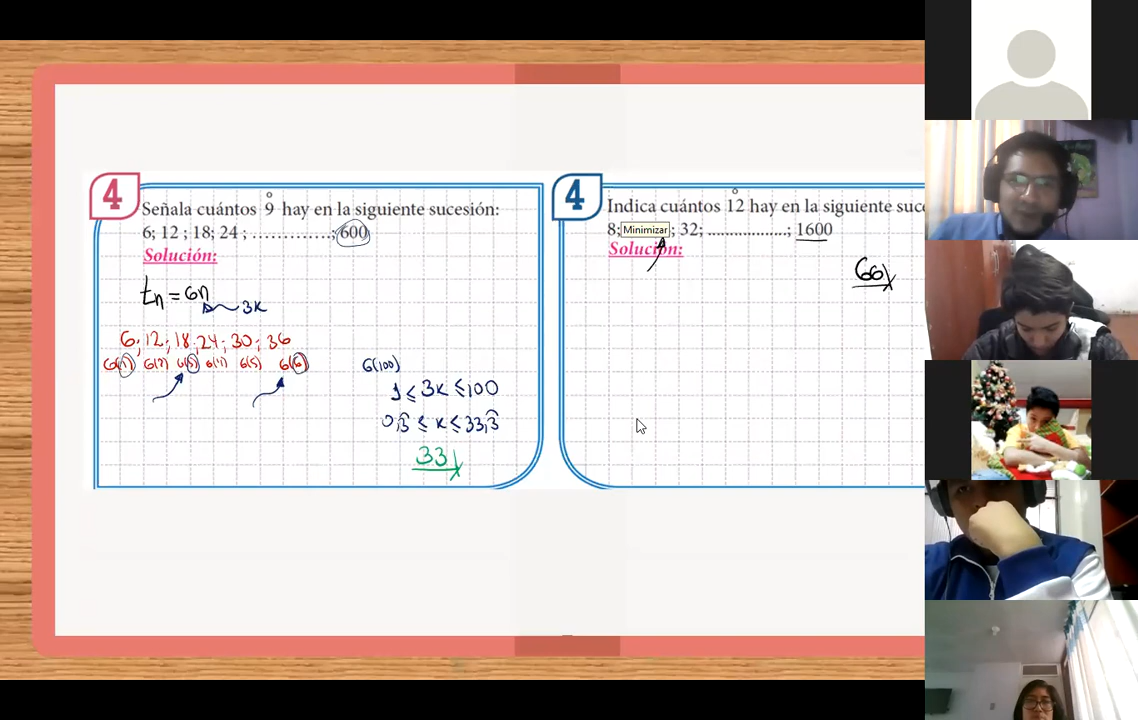 4
Señala cuántos 9̊ hay en la siguiente sucesión:
6; 12 ; 18; 24 ; .............; 600
Solución:
tn = 6n
3K
6; 12; 18; 24; 30; 36
6(1) 6(2) 6(3) 6(4) 6(5) 6(6)
6(100)
1 ≤ 3K ≤ 100
0,3̂ ≤ K ≤ 33,3̂
33
4
Indica cuántos 12̊ hay en la siguiente suce
8; Minimizar ; 32; ...................; 1600
Solución:
66